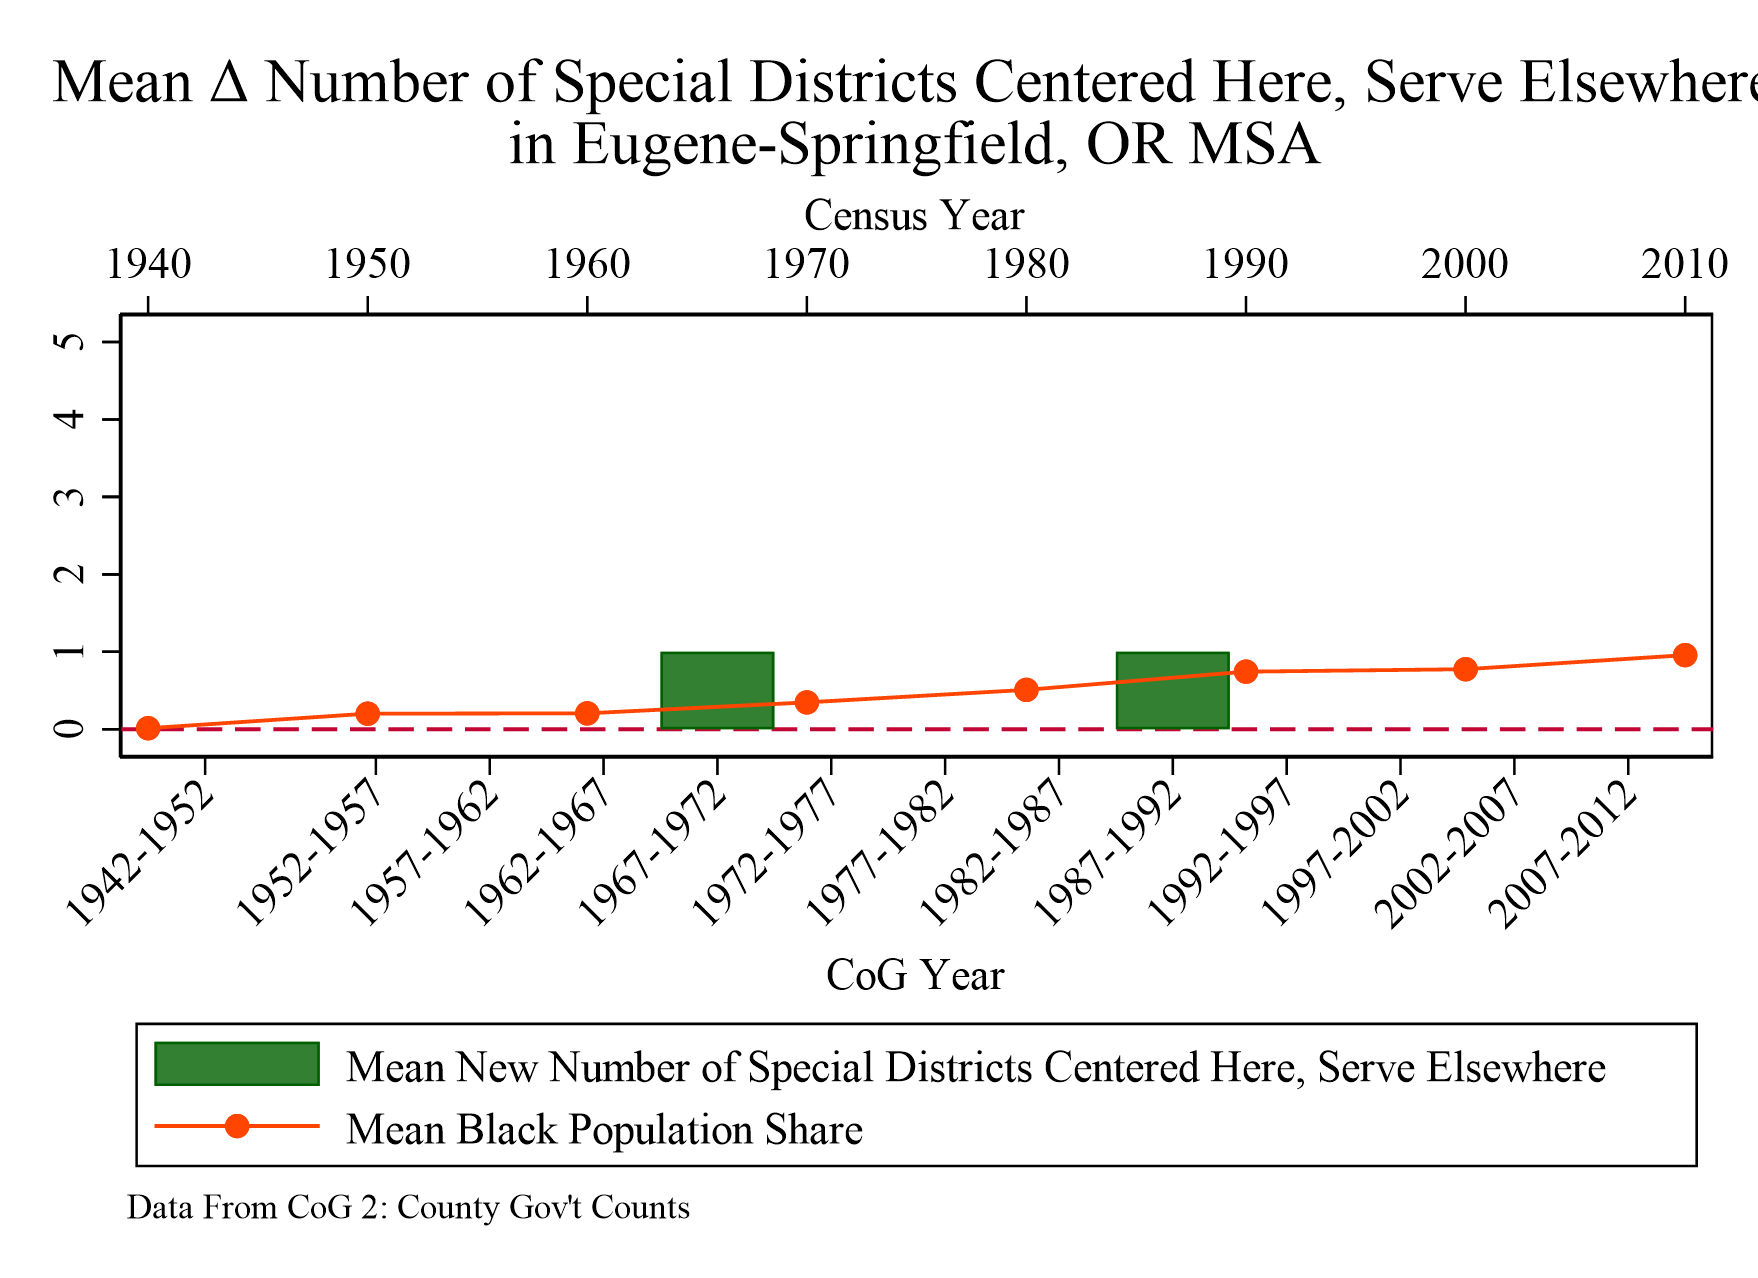 Mean Δ Number of Special Districts Centered Here, Serve Elsewhere
in Eugene-Springfield, OR MSA
Census Year
1940 1950 1960 1970 1980 1990 2000 2010
5
4
3
2
1
0
1942-1952 1952-1957 1957-1962 1962-1967 1967-1972 1972-1977 1977-1982 1982-1987 1987-1992 1992-1997 1997-2002 2002-2007 2007-2012
CoG Year
Mean New Number of Special Districts Centered Here, Serve Elsewhere
Mean Black Population Share
Data From CoG 2: County Gov't Counts